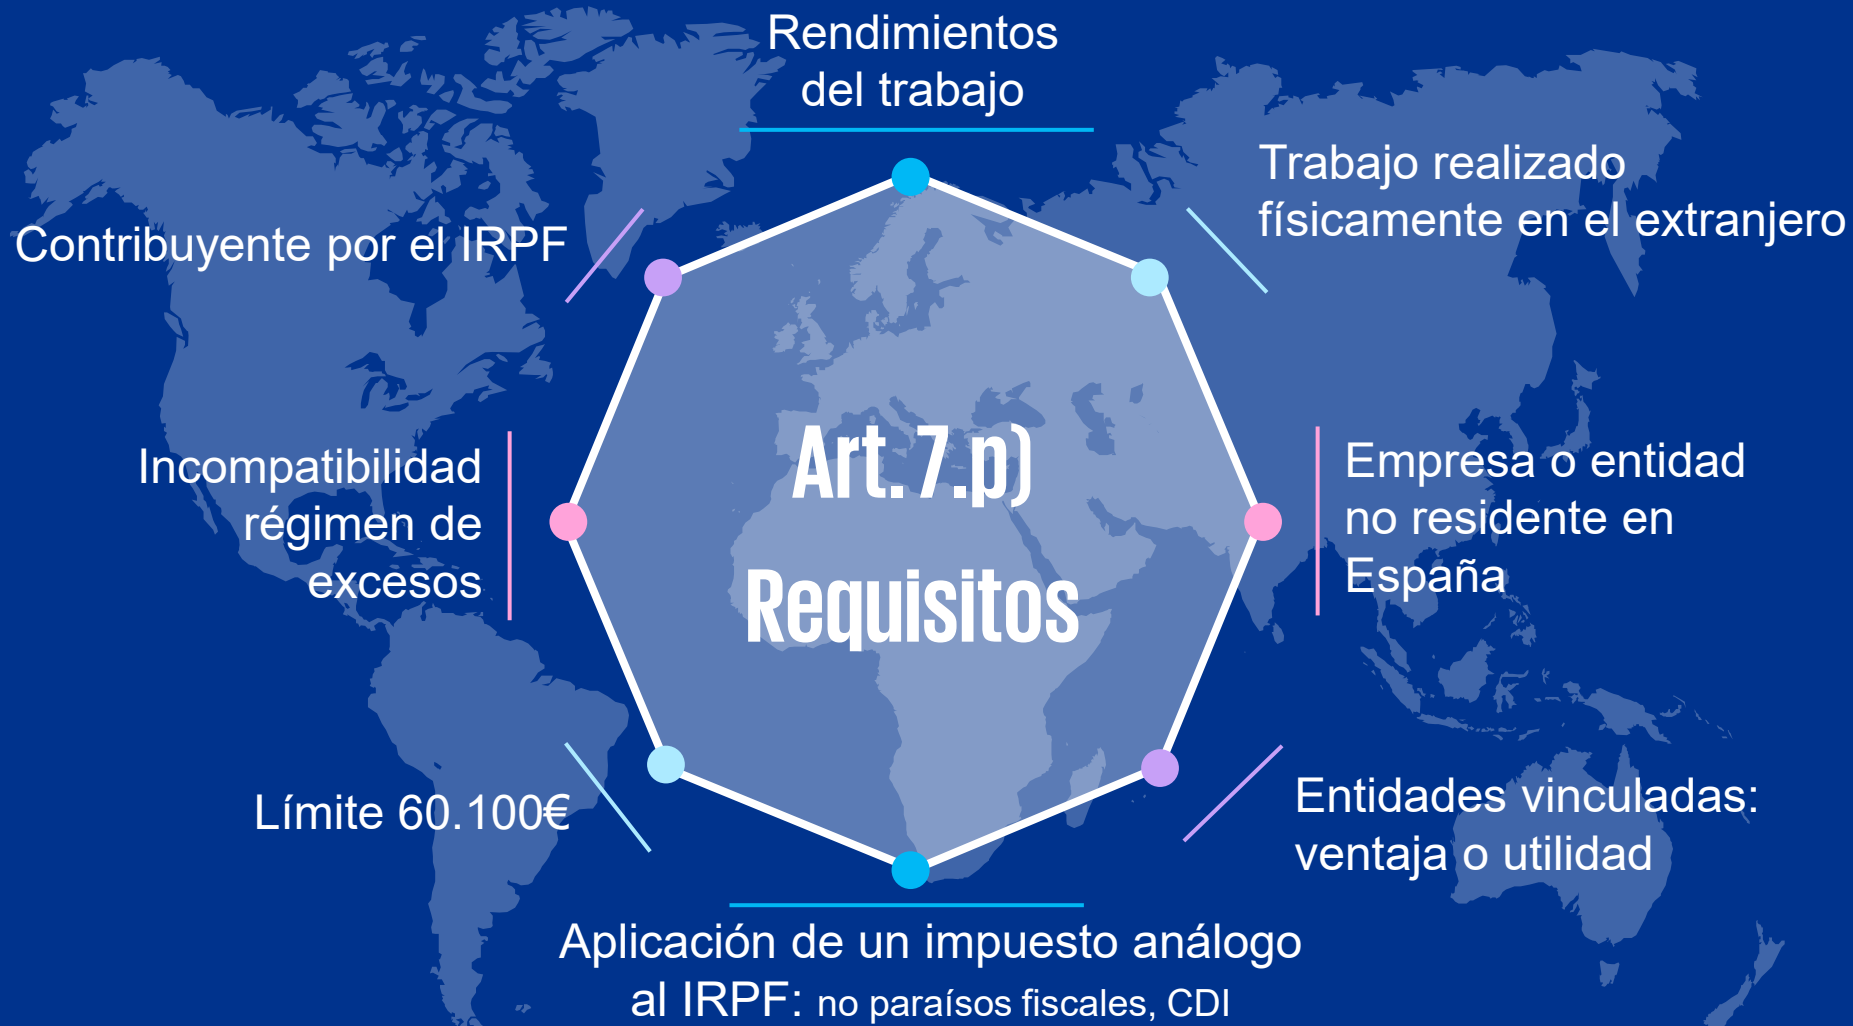 Rendimientos
del trabajo
Trabajo realizado
físicamente en el extranjero
Empresa o entidad
no residente en
España
Entidades vinculadas:
ventaja o utilidad
Aplicación de un impuesto análogo
al IRPF: no paraísos fiscales, CDI
Límite 60.100€
Incompatibilidad
régimen de
excesos
Contribuyente por el IRPF
Art. 7.p)
Requisitos